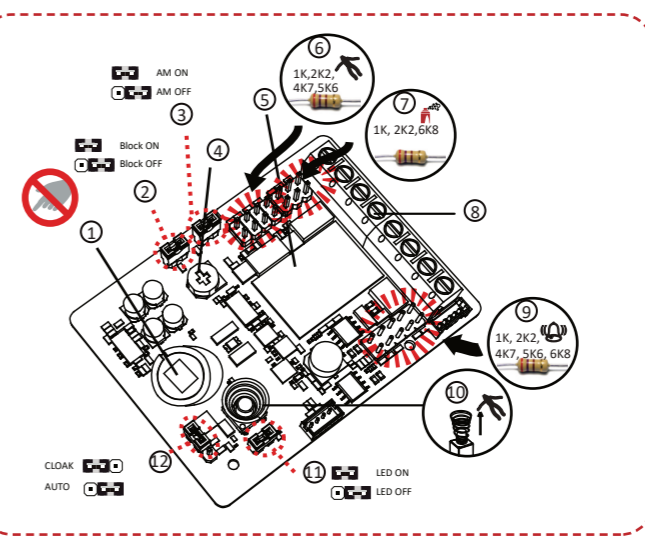 AM ON
AM OFF
③
Block ON
Block OFF
②
①
④
⑤
⑥
1K,2K2,
4K7,5K6
⑦
1K, 2K2,6K8
⑧
⑨
1K, 2K2,
4K7, 5K6, 6K8
⑩
⑫
CLOAK
AUTO
⑪
LED ON
LED OFF